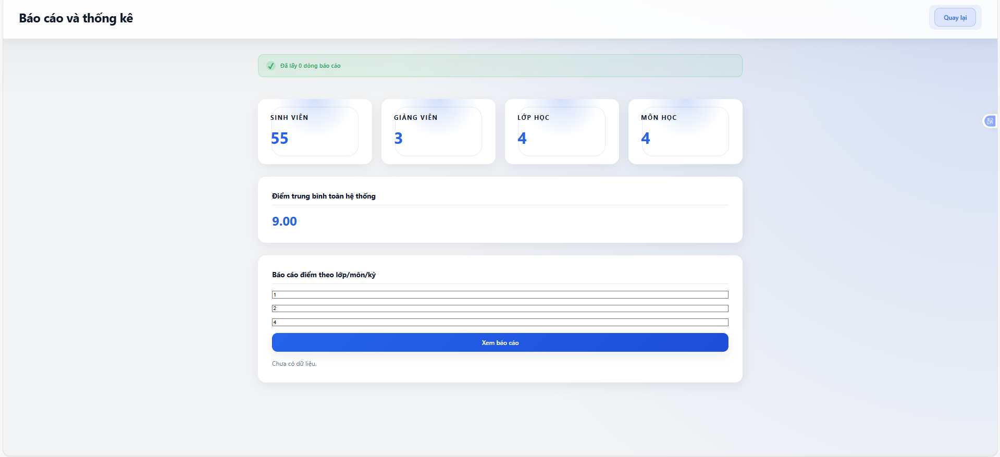 Báo cáo và thống kê
Quay lại
Đã lấy 0 dòng báo cáo
SINH VIÊN
55
GIẢNG VIÊN
3
LỚP HỌC
4
MÔN HỌC
4
Điểm trung bình toàn hệ thống
9.00
Báo cáo điểm theo lớp/môn/kỳ
1
2
4
Xem báo cáo
Chưa có dữ liệu.